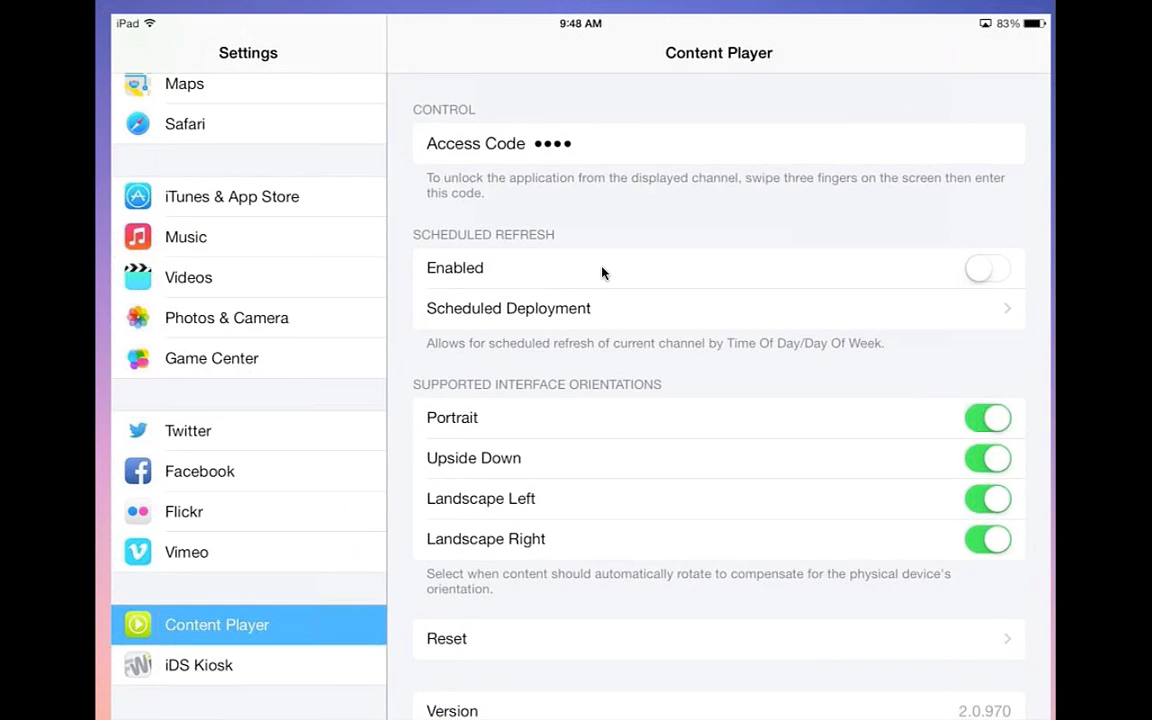 iPad
9:48 AM
83%
Settings
Content Player
Maps
Safari
iTunes & App Store
Music
Videos
Photos & Camera
Game Center
Twitter
Facebook
Flickr
Vimeo
Content Player
iDS Kiosk
CONTROL
Access Code ••••
To unlock the application from the displayed channel, swipe three fingers on the screen then enter
this code.
SCHEDULED REFRESH
Enabled
Scheduled Deployment
Allows for scheduled refresh of current channel by Time Of Day/Day Of Week.
SUPPORTED INTERFACE ORIENTATIONS
Portrait
Upside Down
Landscape Left
Landscape Right
Select when content should automatically rotate to compensate for the physical device's
orientation.
Reset
Version 2.0.970